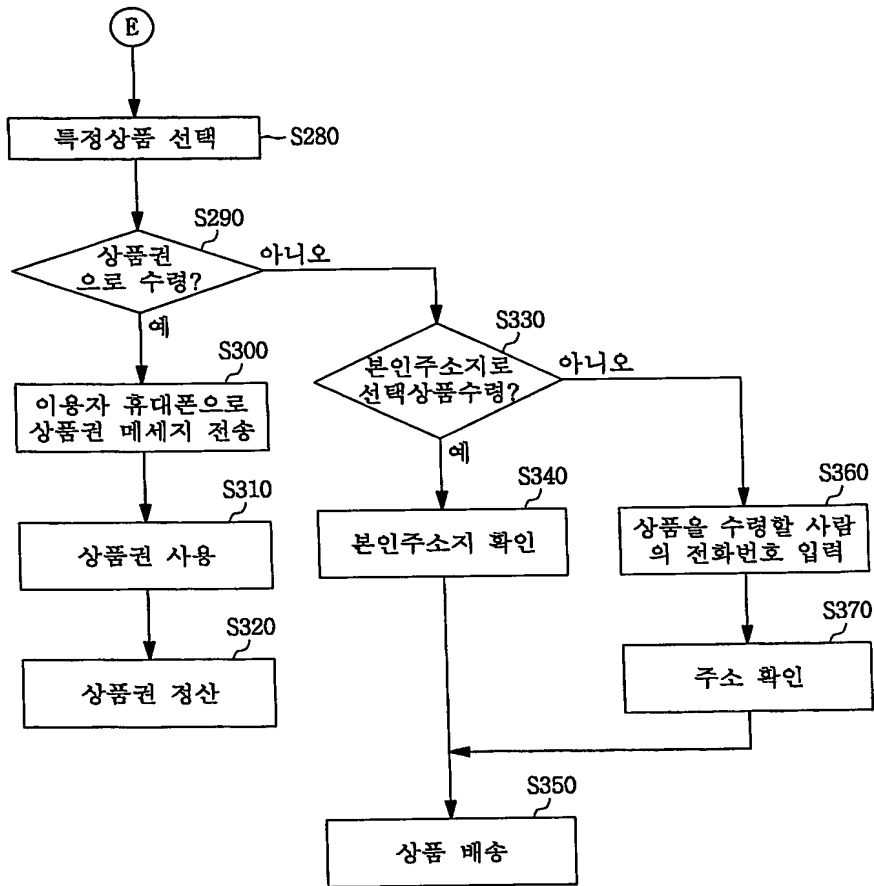 E
특정상품 선택
S280
S290
상품권
으로 수령?
아니오
예
S300
이용자 휴대폰으로
상품권 메세지 전송
S310
상품권 사용
S320
상품권 정산
S330
본인주소지로
선택상품수령?
아니오
예
S340
본인주소지 확인
S360
상품을 수령할 사람
의 전화번호 입력
S370
주소 확인
S350
상품 배송